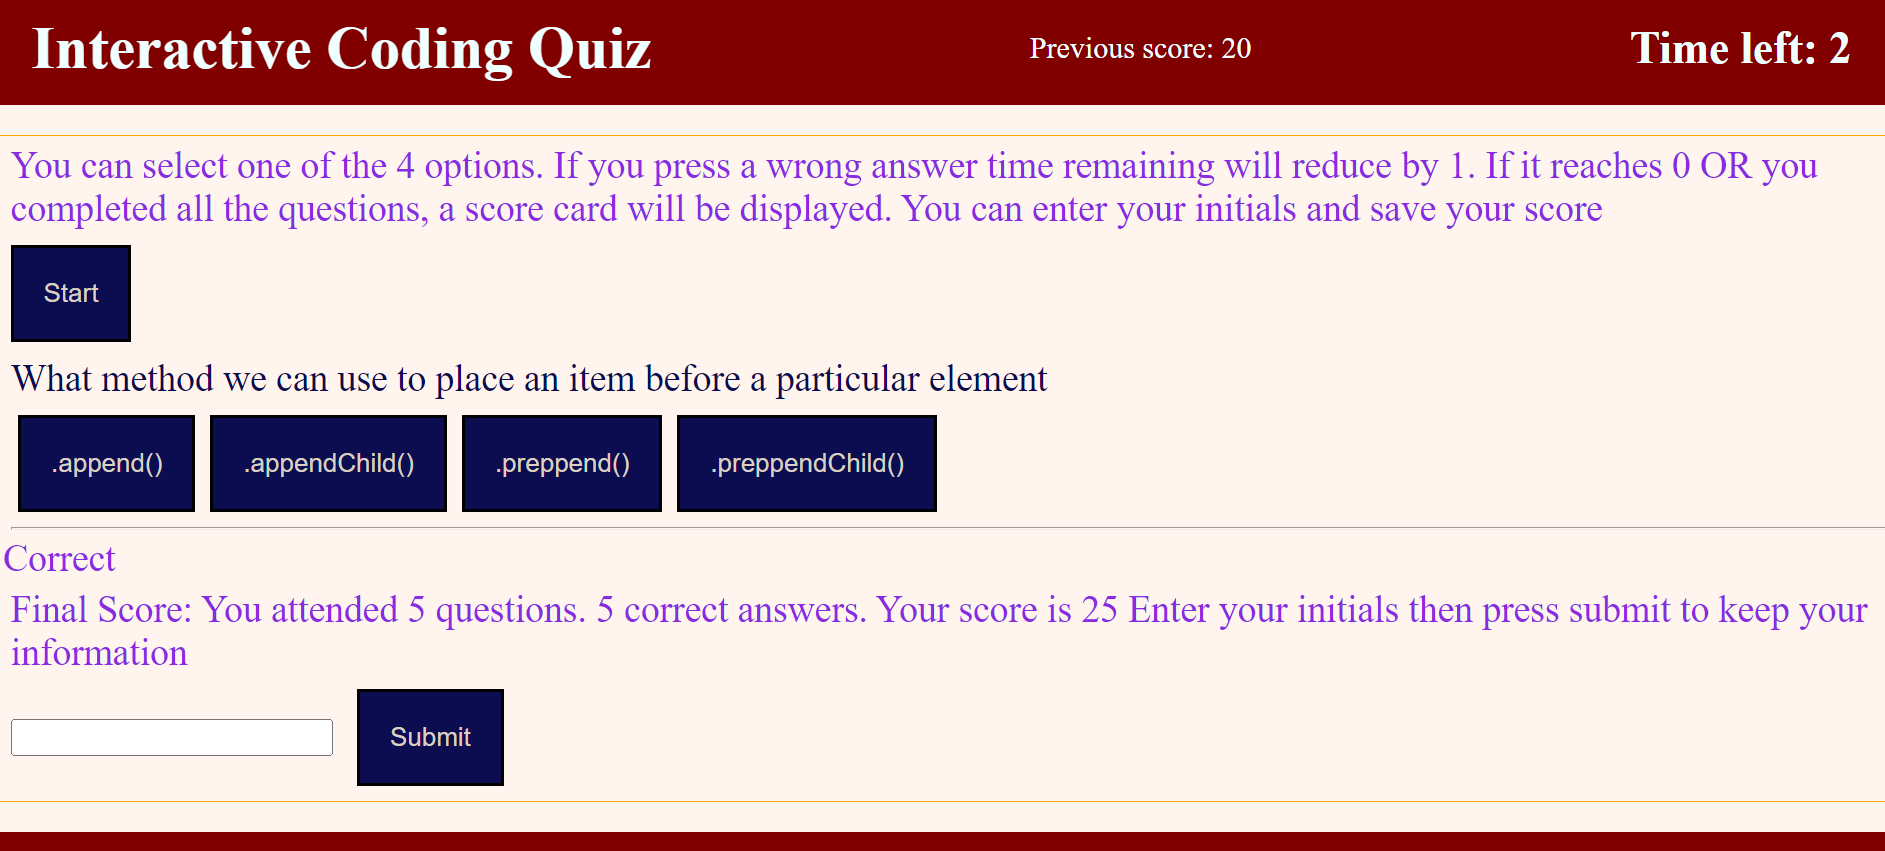 Interactive Coding Quiz
Previous score: 20
Time left: 2
You can select one of the 4 options. If you press a wrong answer time remaining will reduce by 1. If it reaches 0 OR you
completed all the questions, a score card will be displayed. You can enter your initials and save your score
Start
What method we can use to place an item before a particular element
.append()
.appendChild()
.preppend()
.preppendChild()
Correct
Final Score: You attended 5 questions. 5 correct answers. Your score is 25 Enter your initials then press submit to keep your
information
Submit